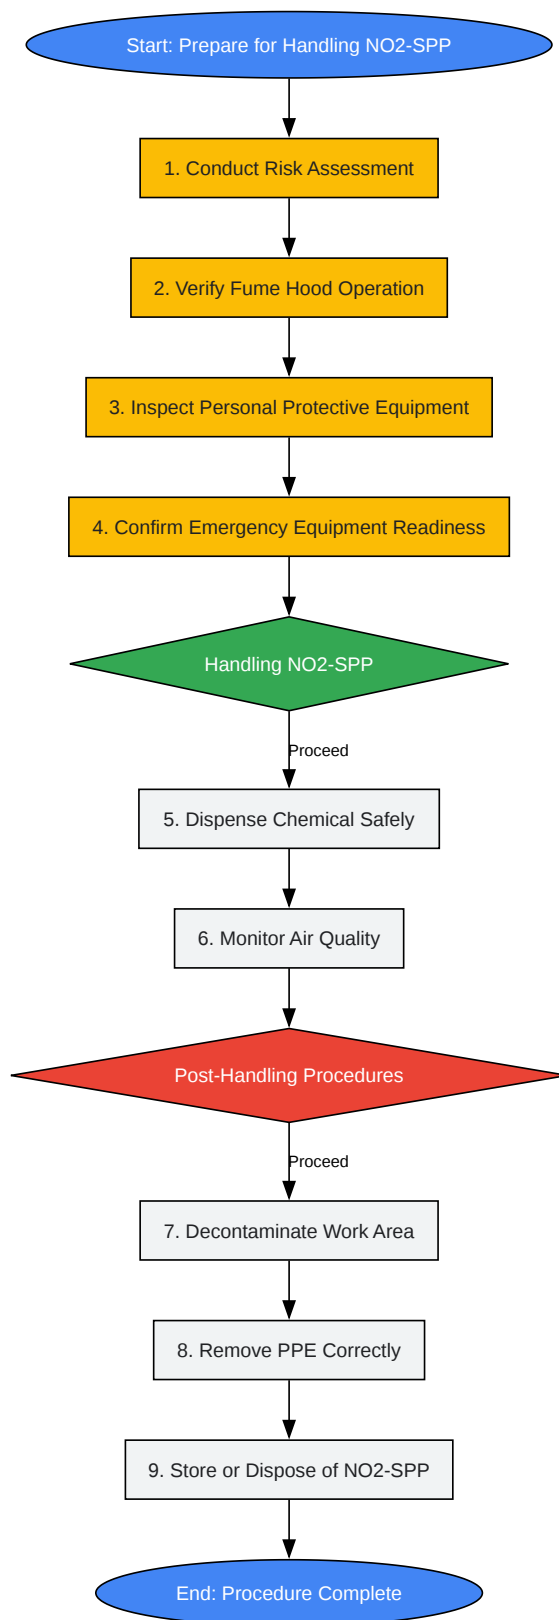 Start: Prepare for Handling NO2-SPP
1. Conduct Risk Assessment
2. Verify Fume Hood Operation
3. Inspect Personal Protective Equipment
4. Confirm Emergency Equipment Readiness
Handling NO2-SPP
Proceed
5. Dispense Chemical Safely
6. Monitor Air Quality
Post-Handling Procedures
Proceed
7. Decontaminate Work Area
8. Remove PPE Correctly
9. Store or Dispose of NO2-SPP
End: Procedure Complete